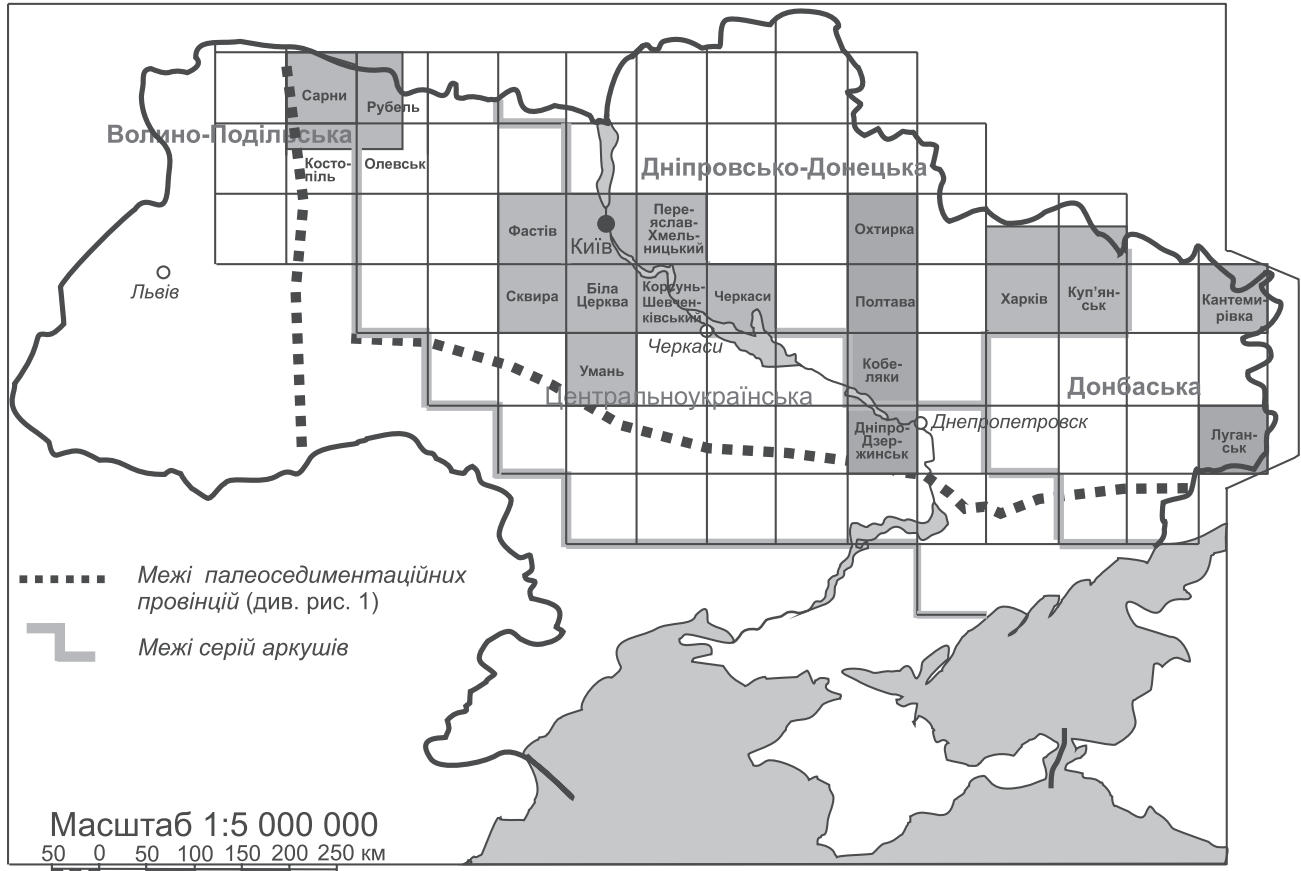 Сарни
Рубель
Волино-Подільська
Косто-
піль
Олевськ
Дніпровсько-Донецька
Фастів
Київ
Пере-
яслав-
Хмель-
ницький
Охтирка
Львів
Сквира
Біла
Церква
Корсунь-
Шевчен-
ківський
Черкаси
Полтава
Харків
Куп’ян-
ськ
Кантеми-
рівка
Черкаси
Умань
Кобе-
ляки
Центральноукраїнська
Донбаська
Дніпро-
Дзер-
жинськ
Днепропетровск
Луган-
ськ
Межі палеоседиментаційних
провінцій (див. рис. 1)
Межі серій аркушів
Масштаб 1:5 000 000
50 0 50 100 150 200 250 км